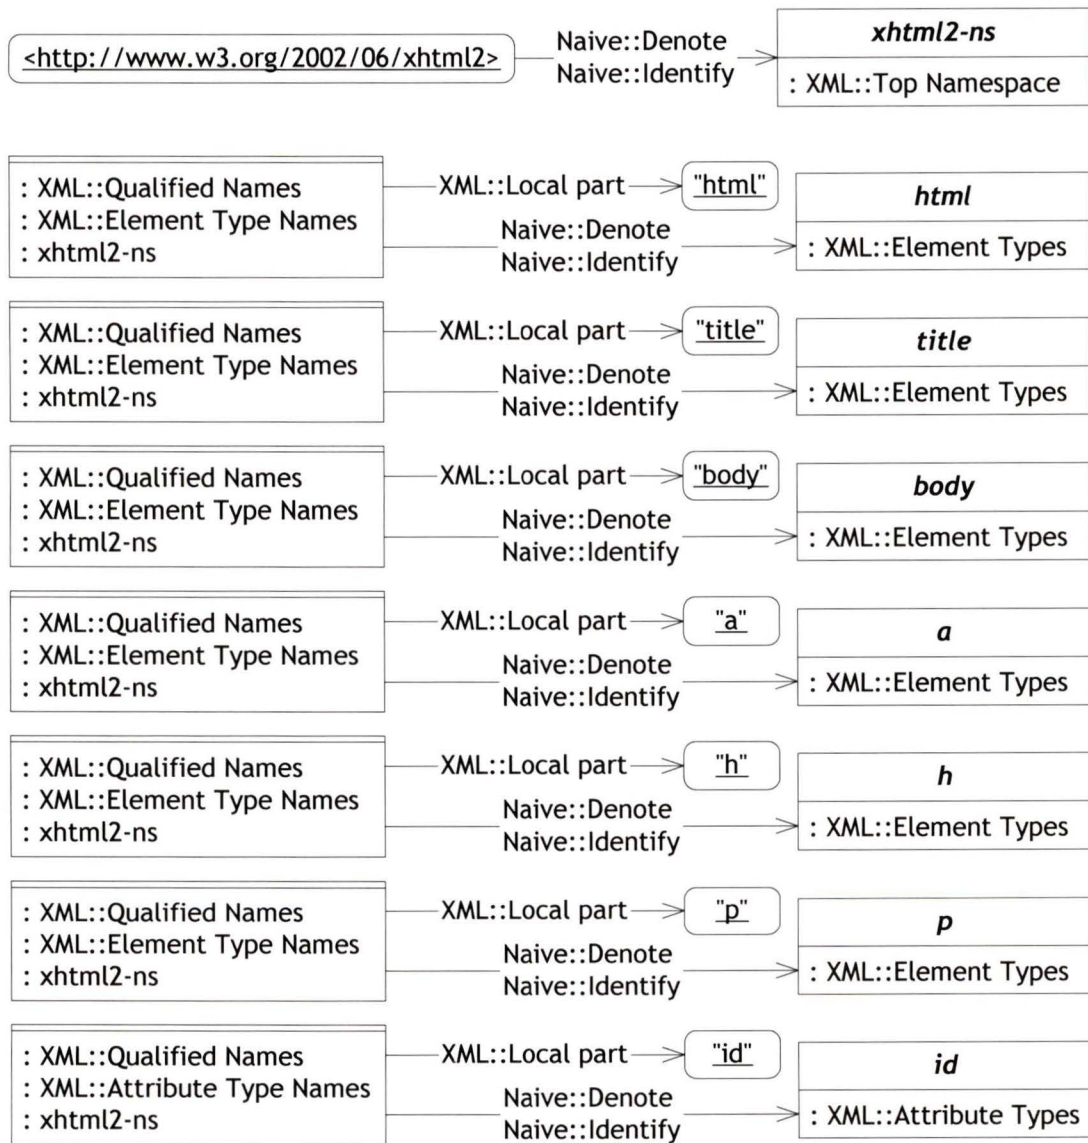 <http://www.w3.org/2002/06/xhtml2>
Naive::Denote
Naive::Identify
xhtml2-ns
: XML::Top Namespace
: XML::Qualified Names
: XML::Element Type Names
: xhtml2-ns
XML::Local part
"html"
Naive::Denote
Naive::Identify
html
: XML::Element Types
: XML::Qualified Names
: XML::Element Type Names
: xhtml2-ns
XML::Local part
"title"
Naive::Denote
Naive::Identify
title
: XML::Element Types
: XML::Qualified Names
: XML::Element Type Names
: xhtml2-ns
XML::Local part
"body"
Naive::Denote
Naive::Identify
body
: XML::Element Types
: XML::Qualified Names
: XML::Element Type Names
: xhtml2-ns
XML::Local part
"a"
Naive::Denote
Naive::Identify
a
: XML::Element Types
: XML::Qualified Names
: XML::Element Type Names
: xhtml2-ns
XML::Local part
"h"
Naive::Denote
Naive::Identify
h
: XML::Element Types
: XML::Qualified Names
: XML::Element Type Names
: xhtml2-ns
XML::Local part
"p"
Naive::Denote
Naive::Identify
p
: XML::Element Types
: XML::Qualified Names
: XML::Attribute Type Names
: xhtml2-ns
XML::Local part
"id"
Naive::Denote
Naive::Identify
id
: XML::Attribute Types